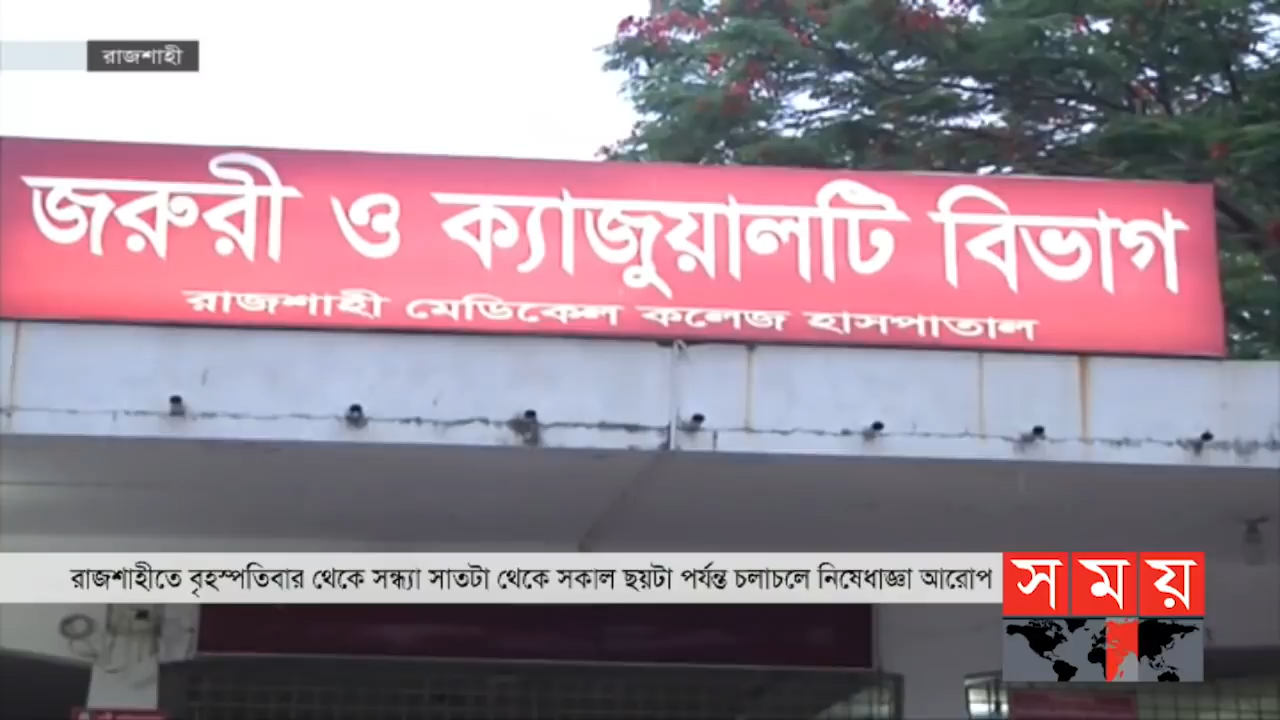 রাজশাহী
জরুরী ও ক্যাজুয়ালটি বিভাগ
রাজশাহী মেডিকেল কলেজ হাসপাতাল
রাজশাহীতে বৃহস্পতিবার থেকে সন্ধ্যা সাতটা থেকে সকাল ছয়টা পর্যন্ত চলাচলে নিষেধাজ্ঞা আরোপ
সময়